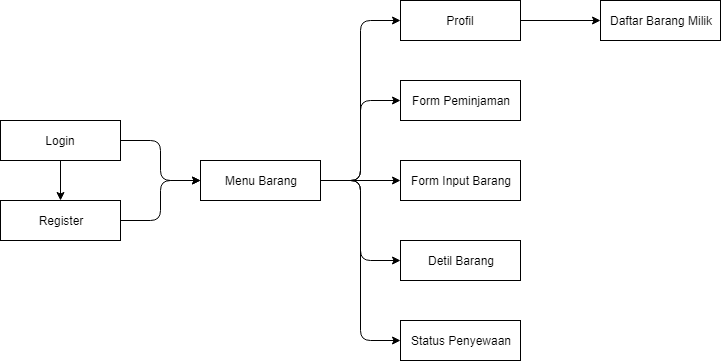 Profil
Daftar Barang Milik
Form Peminjaman
Login
Menu Barang
Form Input Barang
Register
Detil Barang
Status Penyewaan